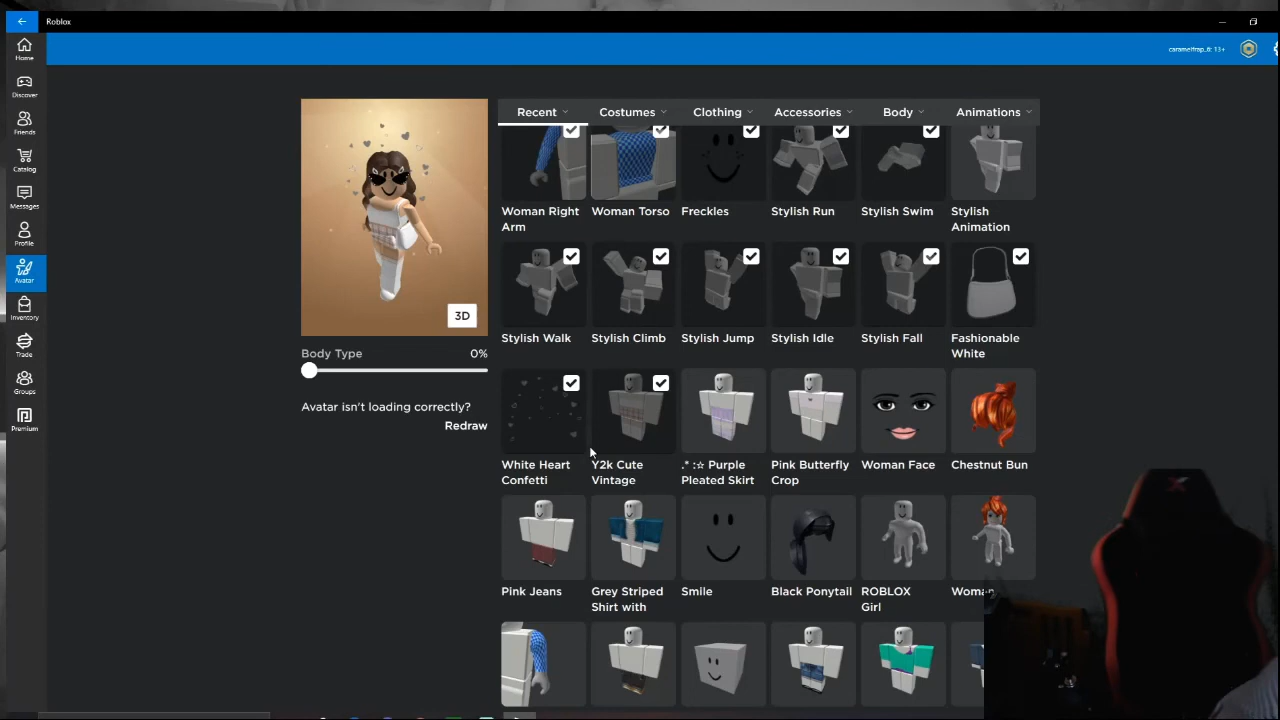 Roblox
caramelfrap_6: 13+
Home
Discover
Friends
Catalog
Messages
Profile
Avatar
Inventory
Trade
Groups
Premium
Recent
Costumes
Clothing
Accessories
Body
Animations
3D
Body Type
0%
Avatar isn't loading correctly?
Redraw
Woman Right
Arm
Woman Torso
Freckles
Stylish Run
Stylish Swim
Stylish
Animation
Stylish Walk
Stylish Climb
Stylish Jump
Stylish Idle
Stylish Fall
Fashionable
White
White Heart
Confetti
Y2k Cute
Vintage
.* :☆ Purple
Pleated Skirt
Pink Butterfly
Crop
Woman Face
Chestnut Bun
Pink Jeans
Grey Striped
Shirt with
Smile
Black Ponytail
ROBLOX
Girl
Woman